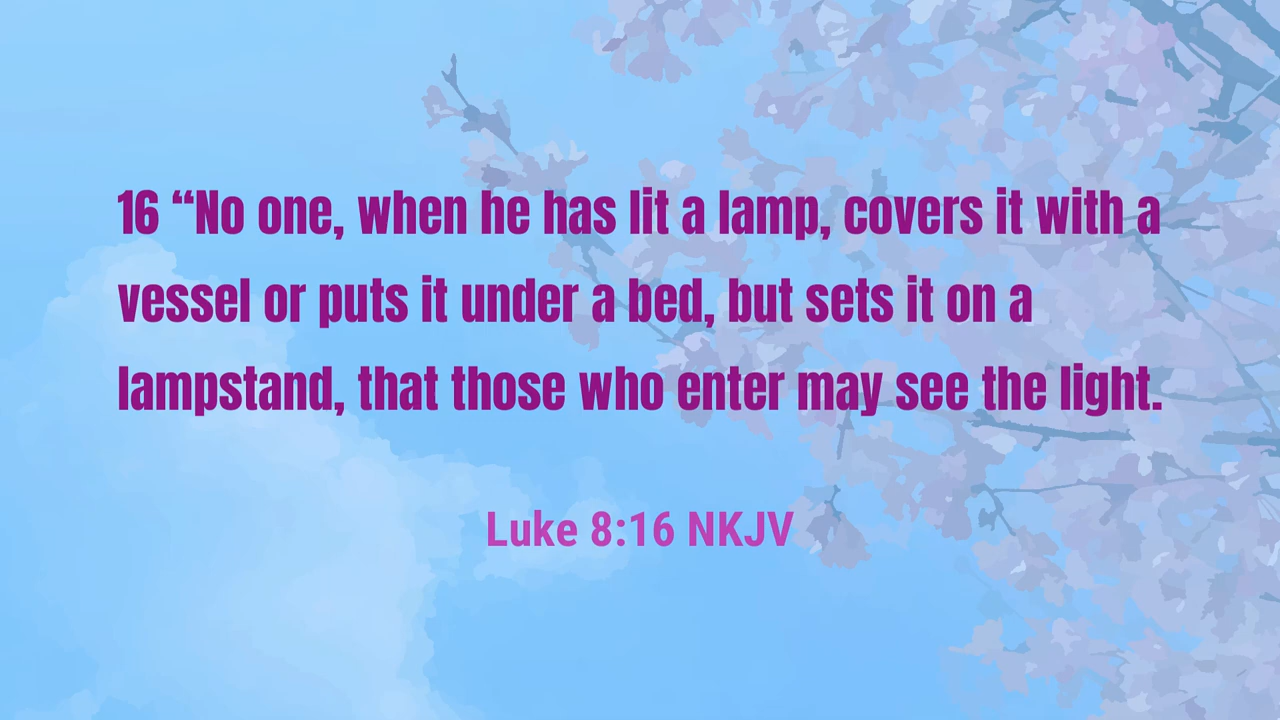 16 “No one, when he has lit a lamp, covers it with a
vessel or puts it under a bed, but sets it on a
lampstand, that those who enter may see the light.
Luke 8:16 NKJV